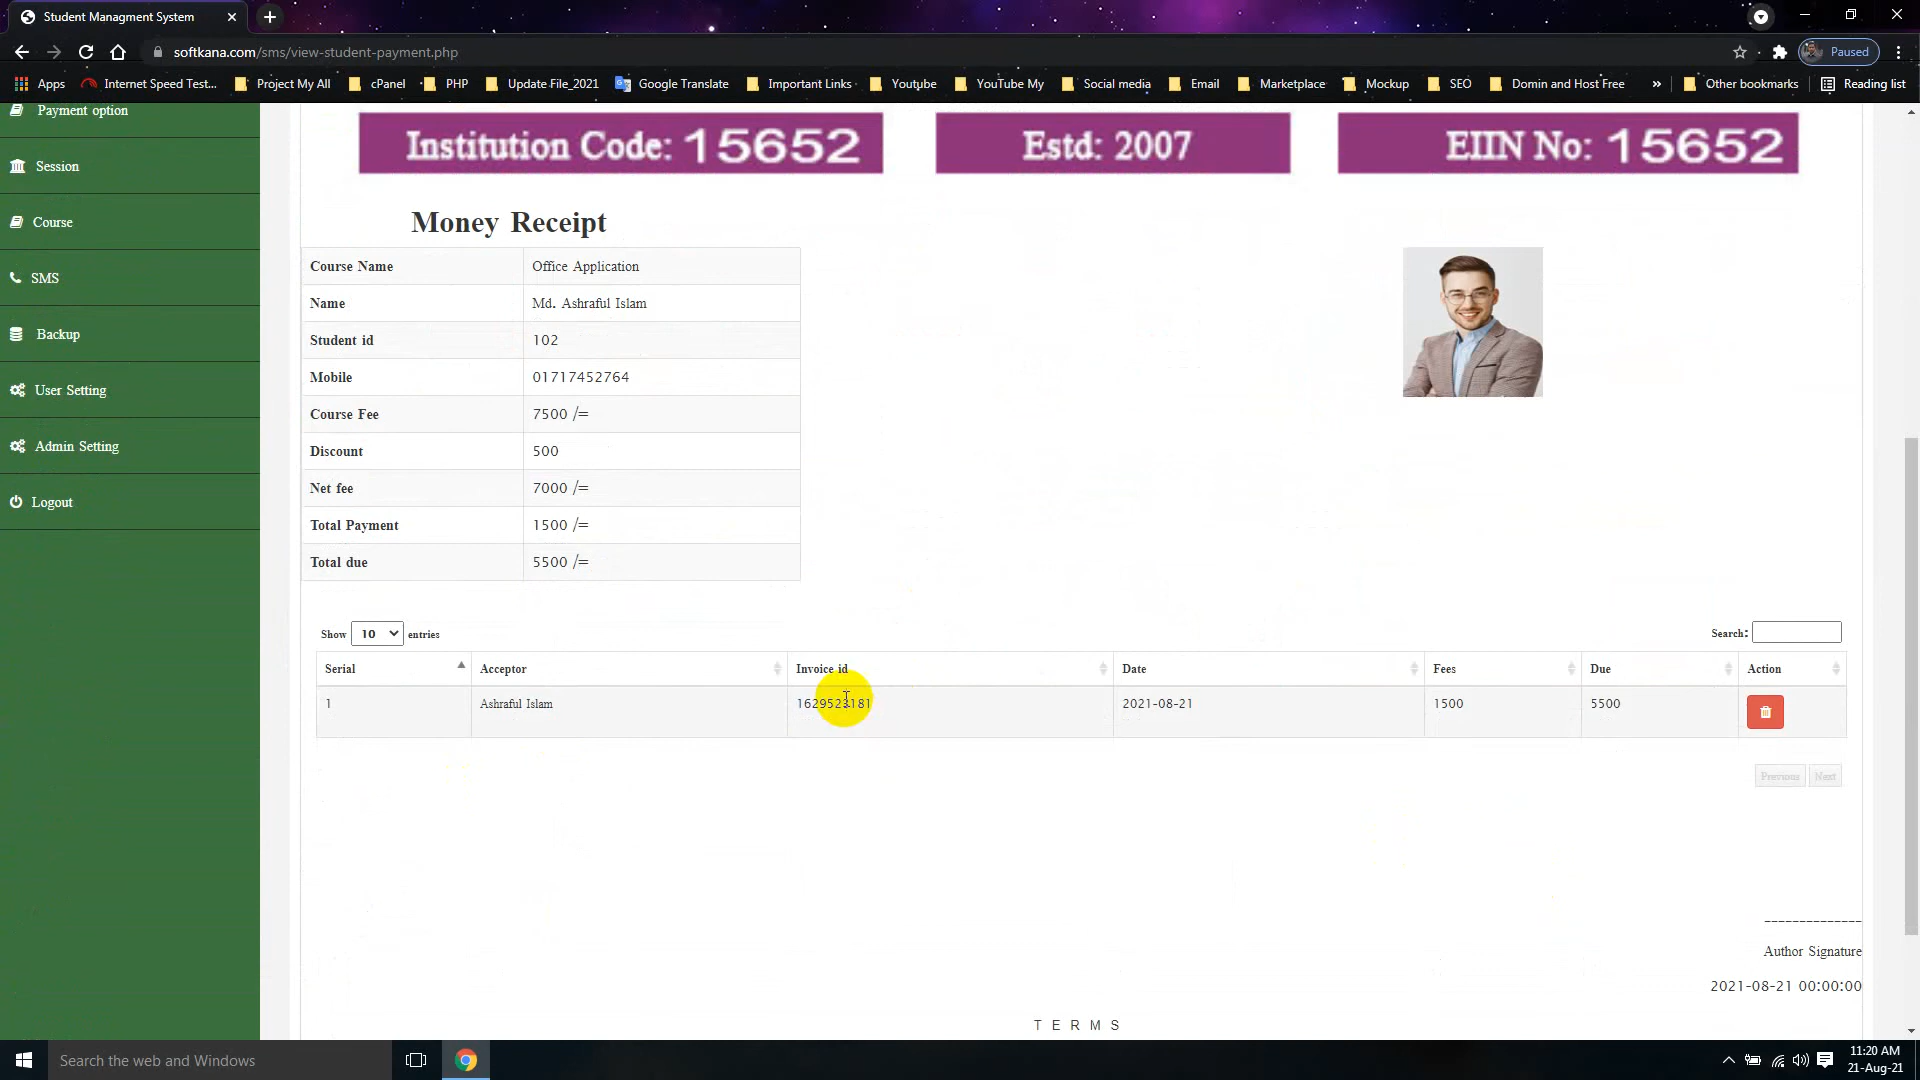 Student Managment System
softkana.com/sms/view-student-payment.php
Paused
Apps Internet Speed Test... Project My All cPanel PHP Update File_2021 Google Translate Important Links Youtube YouTube My Social media Email Marketplace Mockup SEO Domin and Host Free » Other bookmarks Reading list
Payment option
Session
Course
SMS
Backup
User Setting
Admin Setting
Logout
Institution Code: 15652 Estd: 2007 EIIN No: 15652
Money Receipt
Course Name Office Application
Name Md. Ashraful Islam
Student id 102
Mobile 01717452764
Course Fee 7500 /=
Discount 500
Net fee 7000 /=
Total Payment 1500 /=
Total due 5500 /=
Show 10 entries Search:
Serial Acceptor Invoice id Date Fees Due Action
1 Ashraful Islam 1629523181 2021-08-21 1500 5500
Previous Next
---------------
Author Signature
2021-08-21 00:00:00
TERMS
Search the web and Windows
11:20 AM
21-Aug-21